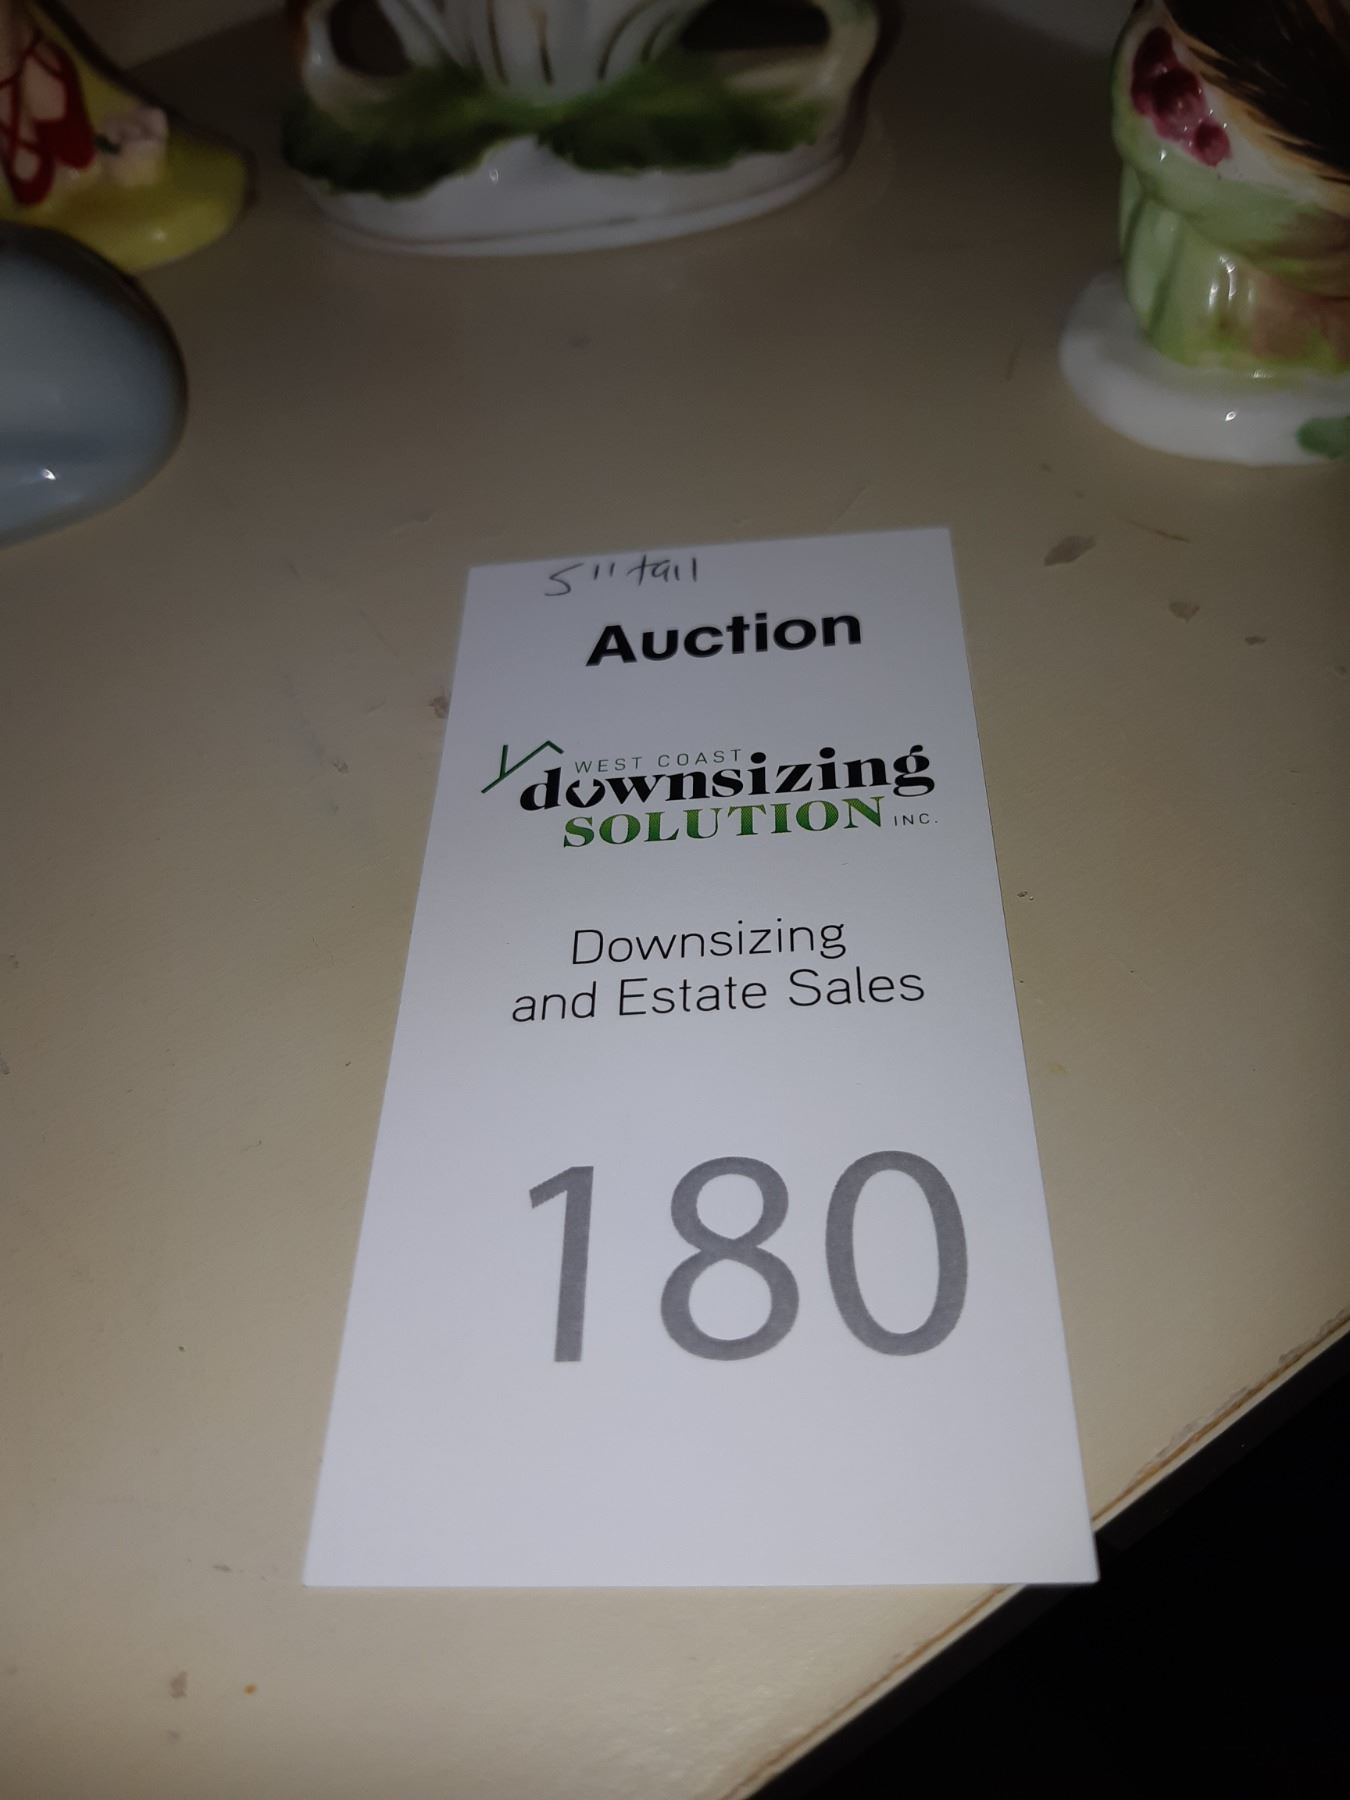 5" tall
Auction
WEST COAST
downsizing
SOLUTION INC.
Downsizing
and Estate Sales
180